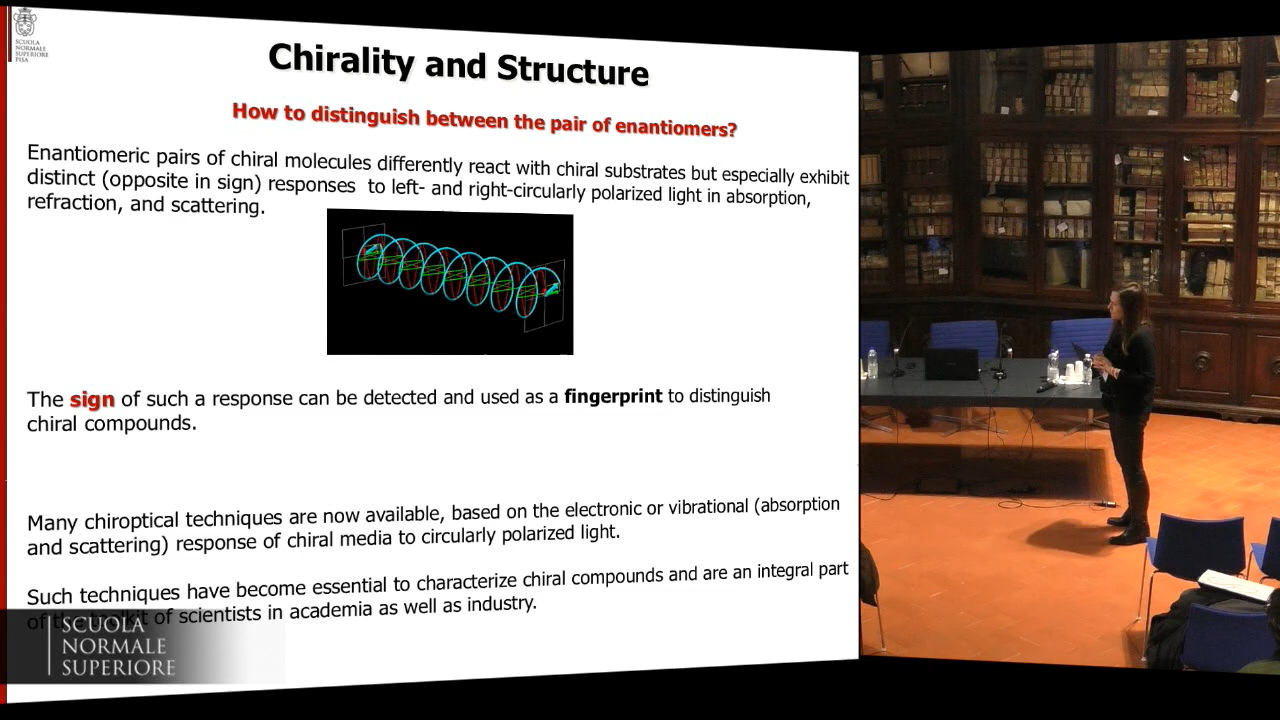 SCUOLA
NORMALE
SUPERIORE
PISA
Chirality and Structure
How to distinguish between the pair of enantiomers?
Enantiomeric pairs of chiral molecules differently react with chiral substrates but especially exhibit
distinct (opposite in sign) responses to left- and right-circularly polarized light in absorption,
refraction, and scattering.
The sign of such a response can be detected and used as a fingerprint to distinguish
chiral compounds.
Many chiroptical techniques are now available, based on the electronic or vibrational (absorption
and scattering) response of chiral media to circularly polarized light.
Such techniques have become essential to characterize chiral compounds and are an integral part
of the toolkit of scientists in academia as well as industry.
SCUOLA
NORMALE
SUPERIORE